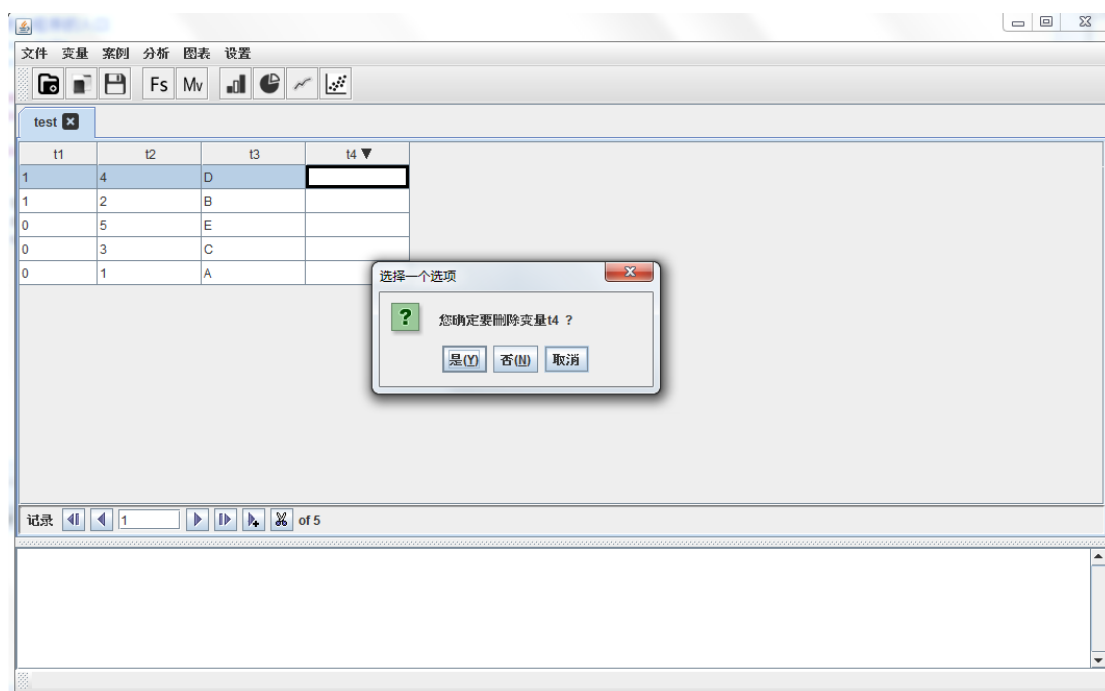 文件 变量 案例 分析 图表 设置
Fs Mv
test
t1 t2 t3 t4 ▼
1 4 D
1 2 B
0 5 E
0 3 C
0 1 A
选择一个选项
您确定要删除变量t4 ？
是(Y) 否(N) 取消
记录 1 of 5